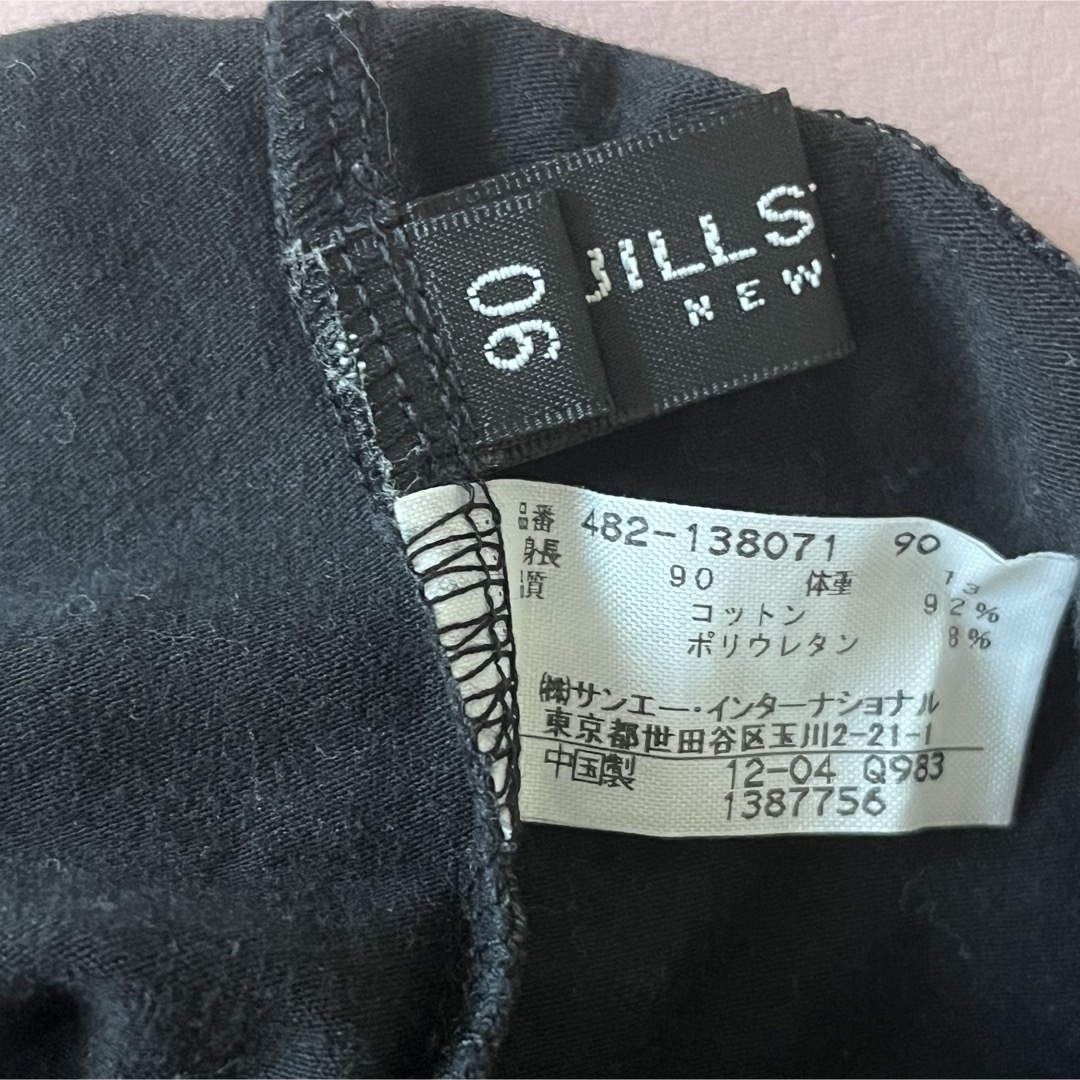 JILLS
NEW
90
品番 482-138071 90
身長 90 体重 13
品質 コットン 92%
ポリウレタン 8%
(株)サンエー・インターナショナル
東京都世田谷区玉川2-21-1
中国製 12-04 Q983
1387756